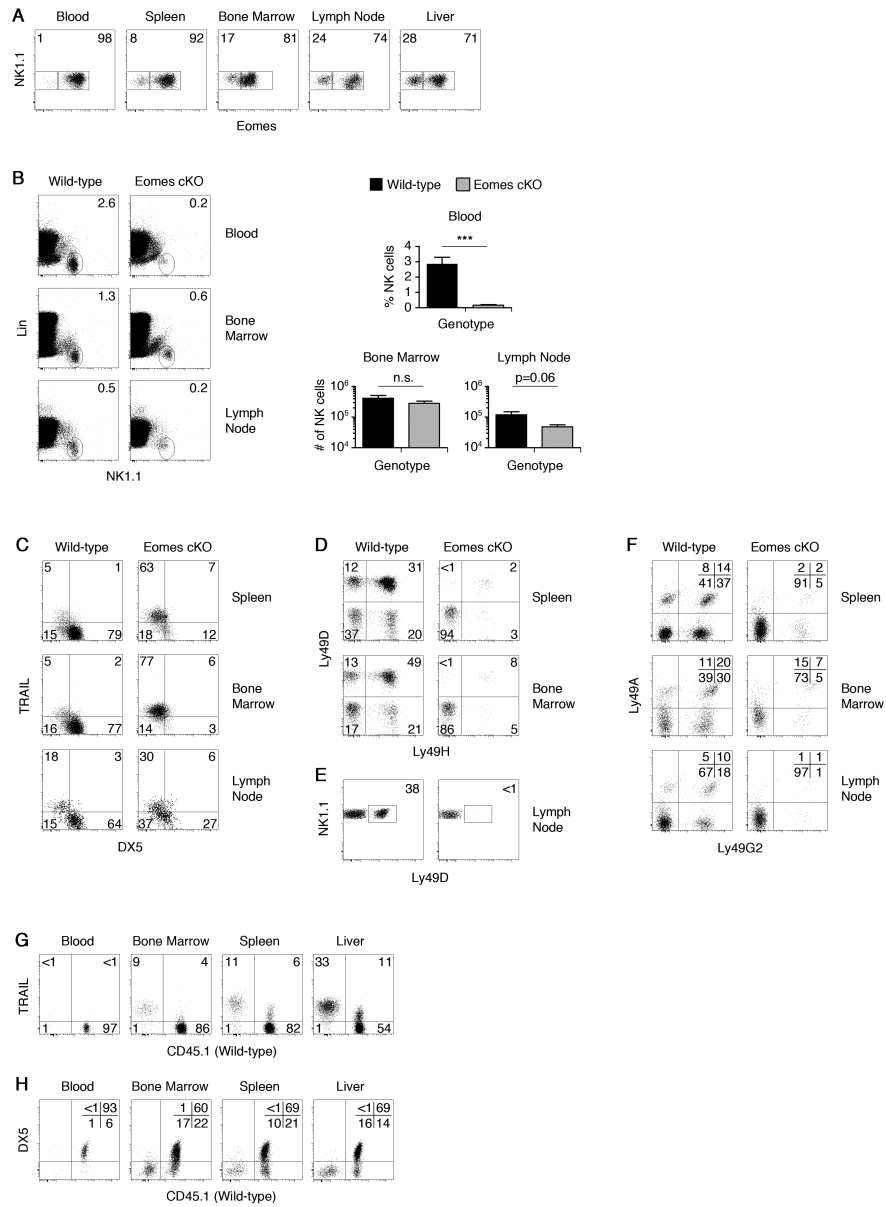 A
Blood Spleen Bone Marrow Lymph Node Liver
1 98 8 92 17 81 24 74 28 71
NK1.1
Eomes
B
Wild-type Eomes cKO
2.6 0.2
Blood
1.3 0.6
Bone
Marrow
0.5 0.2
Lymph
Node
Lin
NK1.1
Wild-type Eomes cKO
Blood
***
% NK cells
4
3
2
1
0
Genotype
Bone Marrow Lymph Node
n.s. p=0.06
# of NK cells
10⁶ 10⁶
10⁵ 10⁵
10⁴ 10⁴
Genotype Genotype
C
Wild-type Eomes cKO
5 1 63 7
Spleen
15 79 18 12
5 2 77 6
Bone
Marrow
16 77 14 3
18 3 30 6
Lymph
Node
15 64 37 27
TRAIL
DX5
D
Wild-type Eomes cKO
12 31 <1 2
Spleen
37 20 94 3
13 49 <1 8
Bone
Marrow
17 21 86 5
Ly49D
Ly49H
E
38 <1
NK1.1
Lymph
Node
Ly49D
F
Wild-type Eomes cKO
8 14 2 2
41 37 91 5
Spleen
11 20 15 7
39 30 73 5
Bone
Marrow
5 10 1 1
67 18 97 1
Lymph
Node
Ly49A
Ly49G2
G
Blood Bone Marrow Spleen Liver
<1 <1 9 4 11 6 33 11
TRAIL
1 97 1 86 1 82 1 54
CD45.1 (Wild-type)
H
Blood Bone Marrow Spleen Liver
<1 93 1 60 <1 69 <1 69
1 6 17 22 10 21 16 14
DX5
CD45.1 (Wild-type)